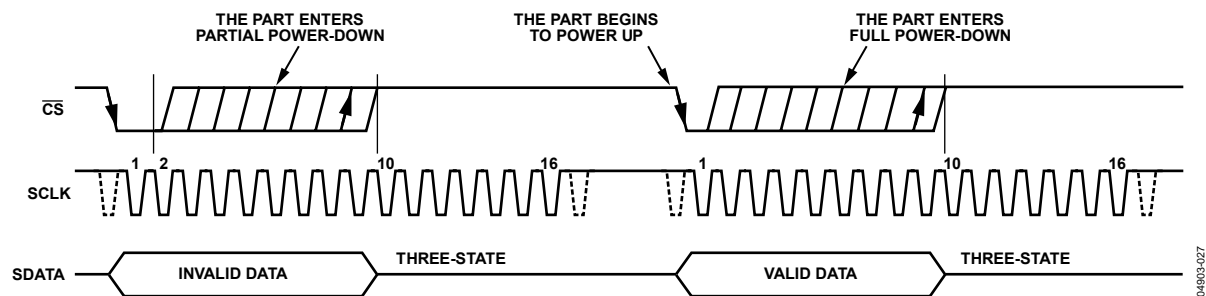 THE PART ENTERS
PARTIAL POWER-DOWN
THE PART BEGINS
TO POWER UP
THE PART ENTERS
FULL POWER-DOWN
CS
1 2 10 16 1 10 16
SCLK
SDATA INVALID DATA THREE-STATE VALID DATA THREE-STATE
04903-027